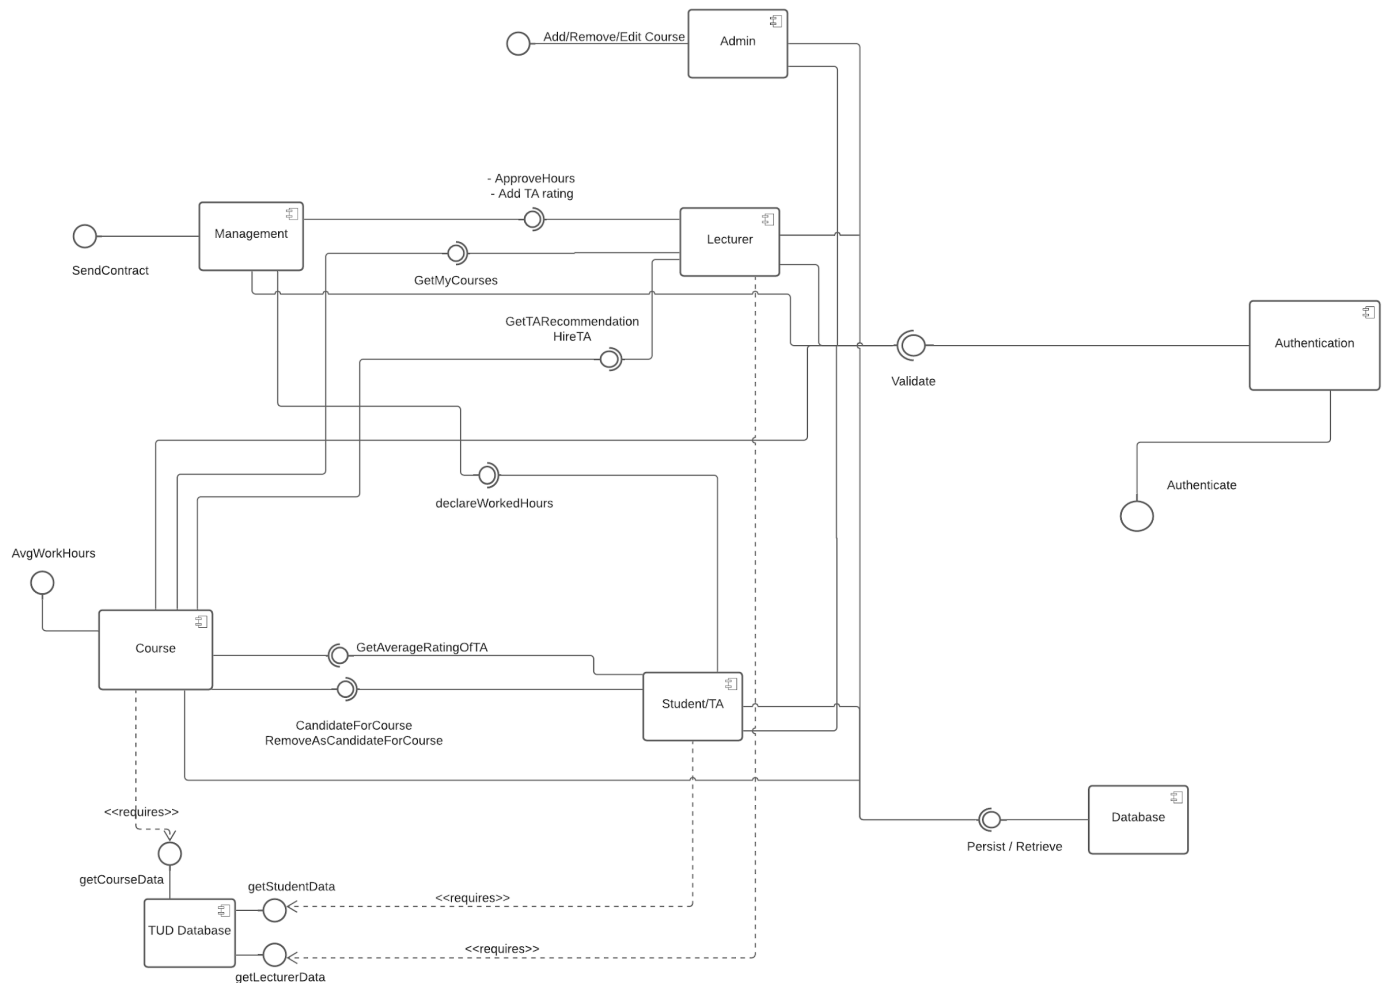 Add/Remove/Edit Course
Admin
- ApproveHours
- Add TA rating
Management
Lecturer
SendContract
GetMyCourses
GetTARecommendation
HireTA
Authentication
Validate
declareWorkedHours
Authenticate
AvgWorkHours
Course
GetAverageRatingOfTA
Student/TA
CandidateForCourse
RemoveAsCandidateForCourse
<<requires>>
Database
Persist / Retrieve
getCourseData
getStudentData
<<requires>>
TUD Database
<<requires>>
getLecturerData